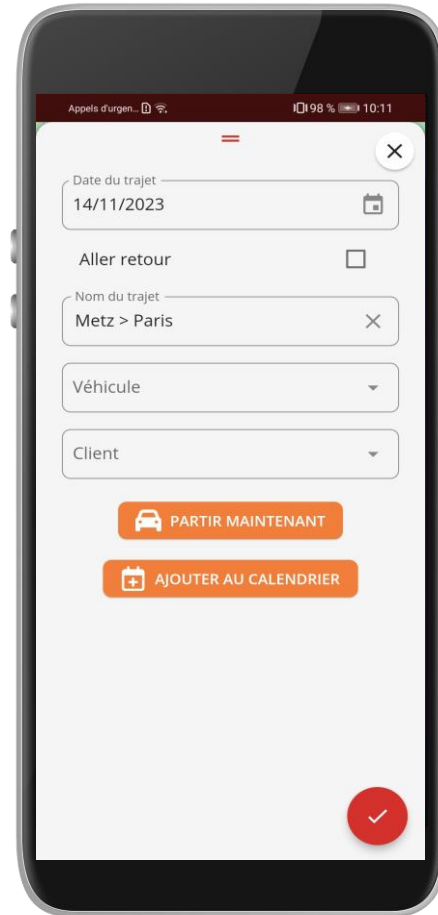 Appels d'urgen... 98 % 10:11
Date du trajet
14/11/2023
Aller retour
Nom du trajet
Metz > Paris
Véhicule
Client
PARTIR MAINTENANT
AJOUTER AU CALENDRIER